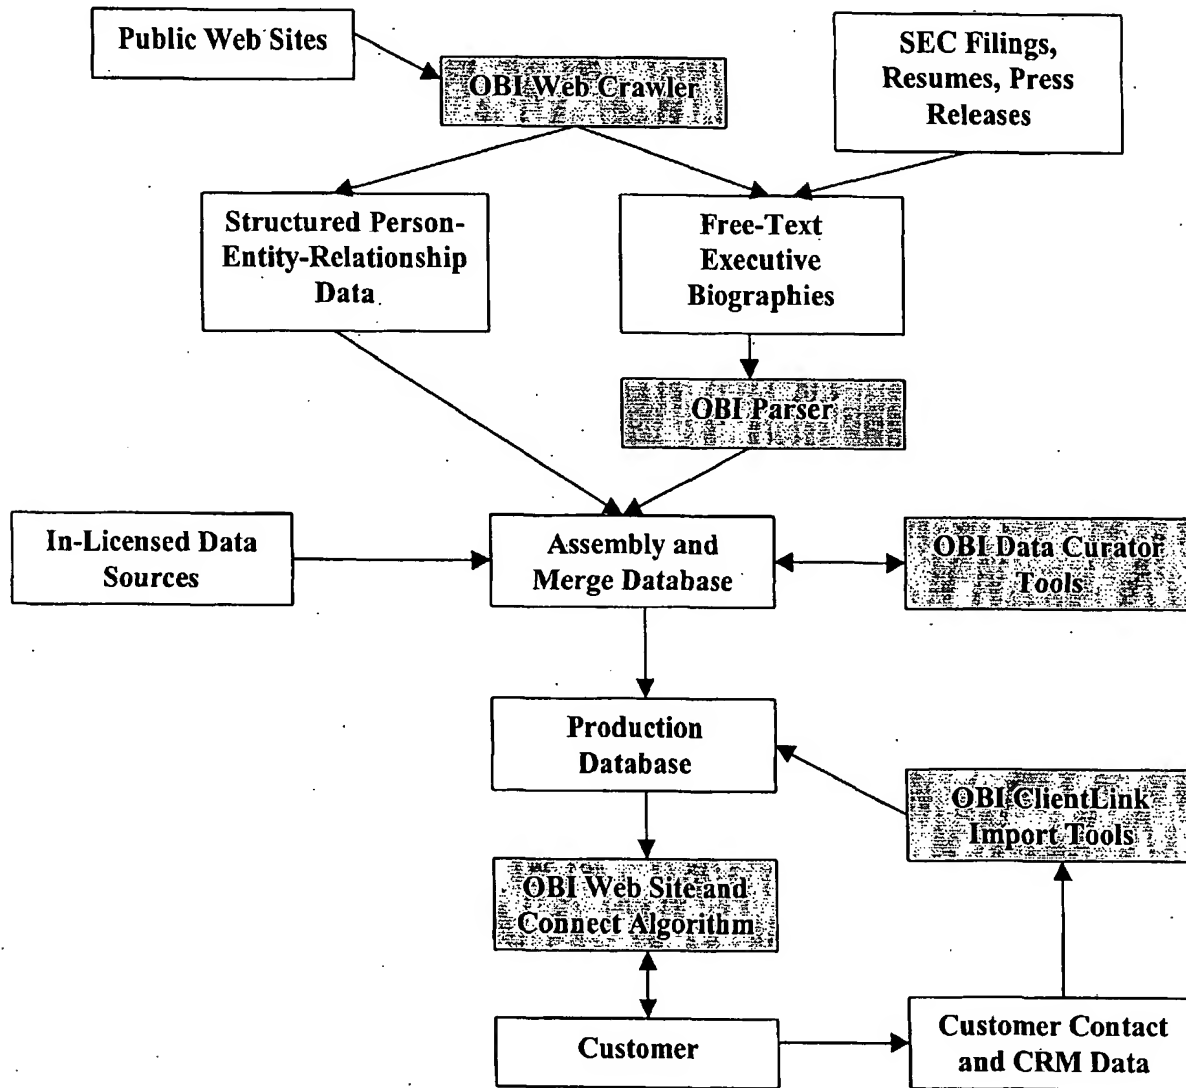 Public Web Sites
OBI Web Crawler
SEC Filings,
Resumes, Press
Releases
Structured Person-
Entity-Relationship
Data
Free-Text
Executive
Biographies
OBI Parser
In-Licensed Data
Sources
Assembly and
Merge Database
OBI Data Curator
Tools
Production
Database
OBI ClientLink
Import Tools
OBI Web Site and
Connect Algorithm
Customer
Customer Contact
and CRM Data